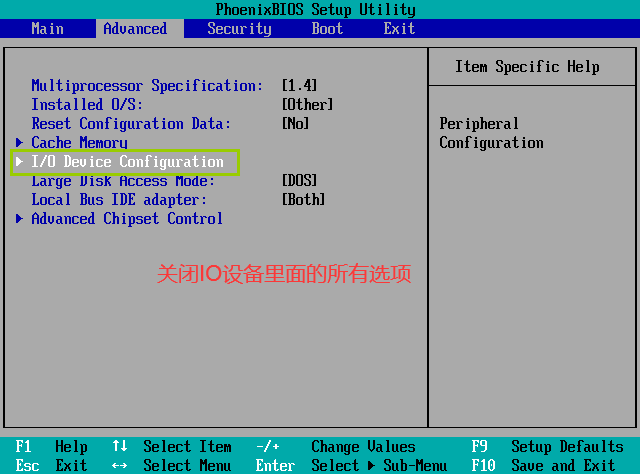 PhoenixBIOS Setup Utility
Main Advanced Security Boot Exit
Item Specific Help
Multiprocessor Specification: [1.4]
Installed O/S: [Other]
Reset Configuration Data: [No]
Cache Memory
I/O Device Configuration
Large Disk Access Mode: [DOS]
Local Bus IDE adapter: [Both]
Advanced Chipset Control
Peripheral
Configuration
关闭IO设备里面的所有选项
F1 Help ↑↓ Select Item -/+ Change Values F9 Setup Defaults
Esc Exit ↔ Select Menu Enter Select ▶ Sub-Menu F10 Save and Exit